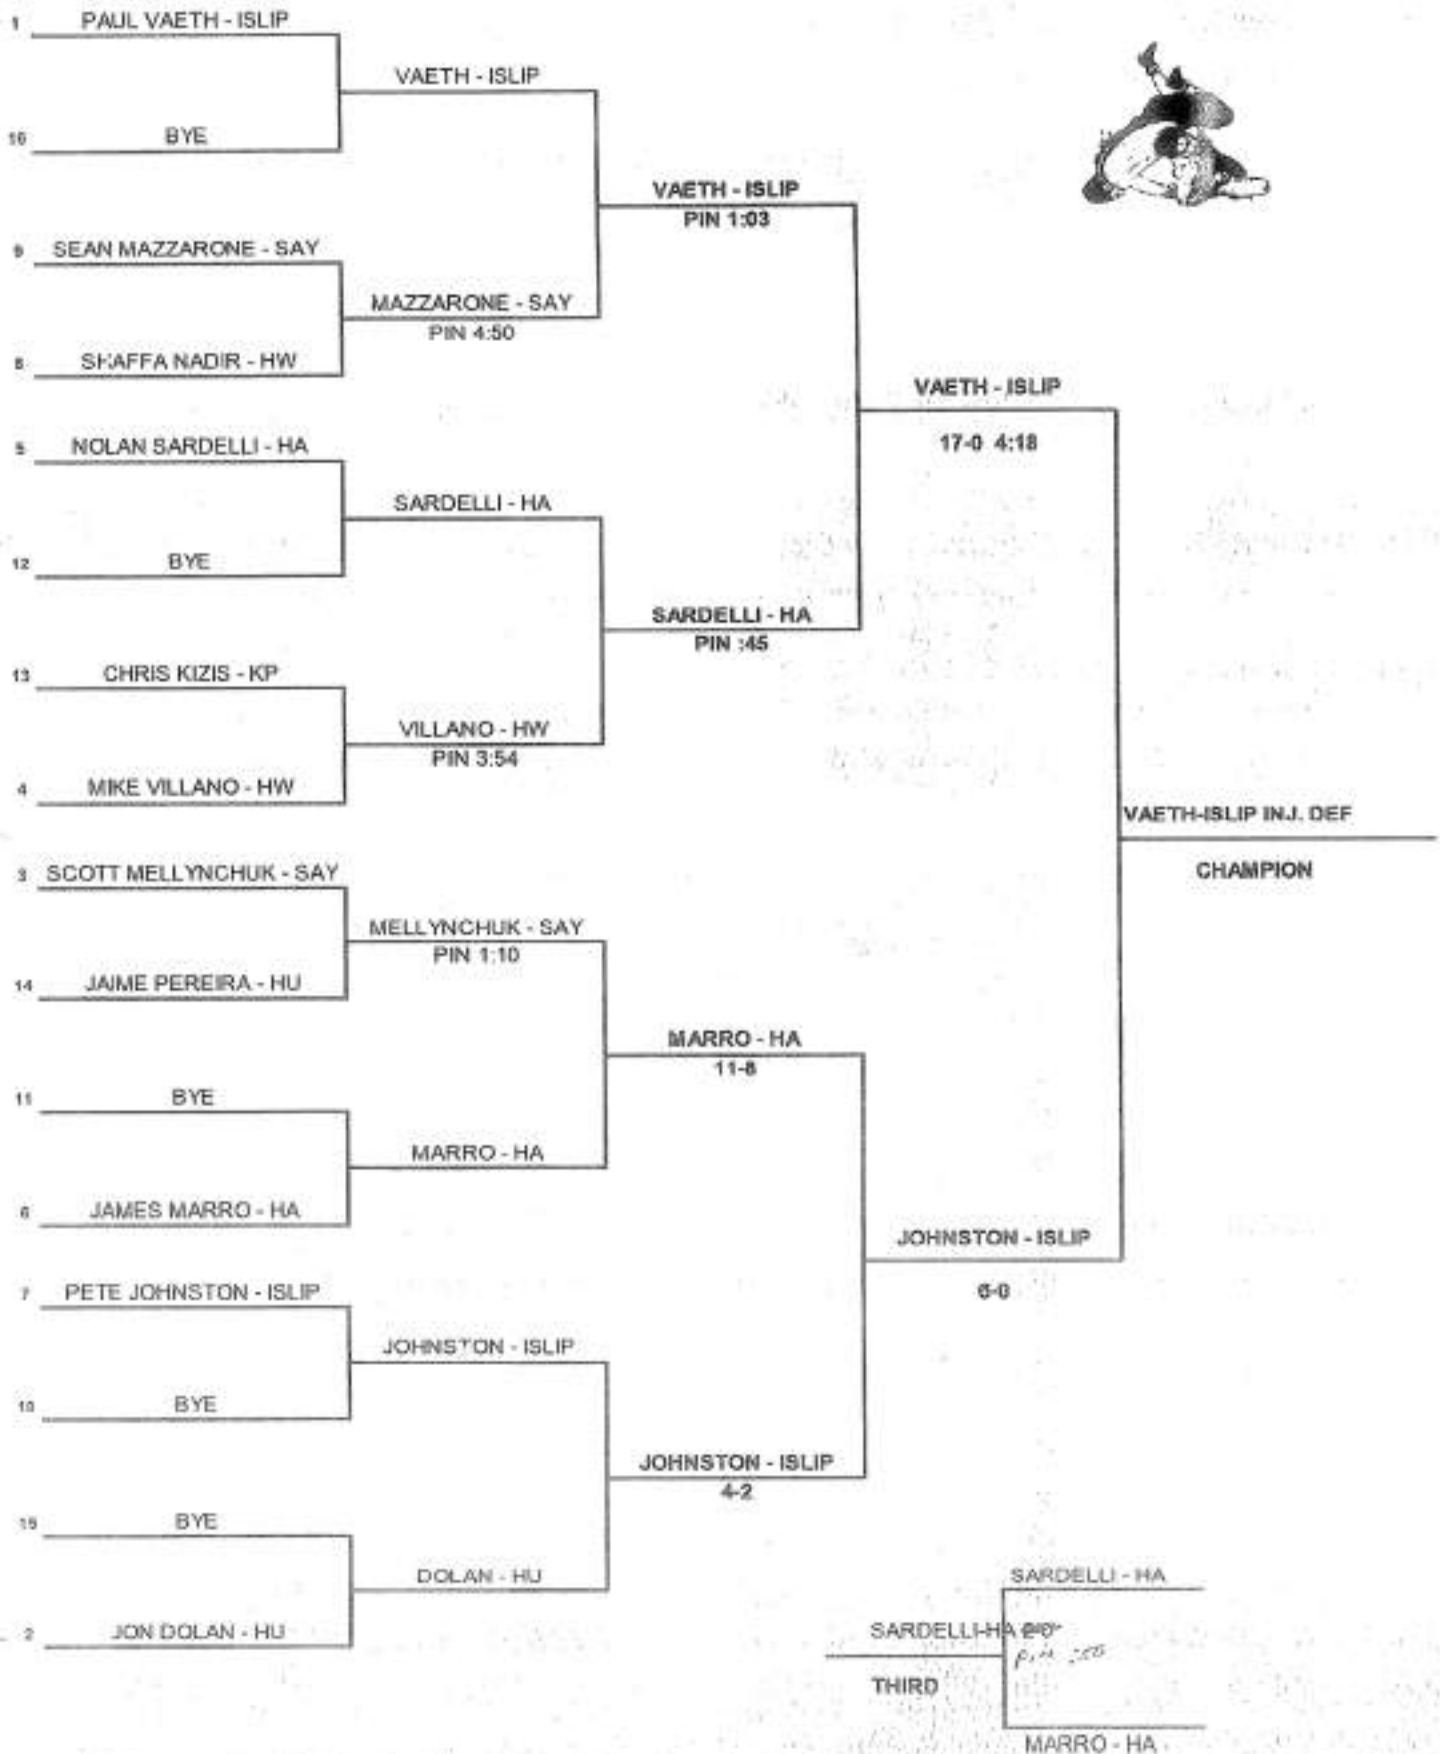 1 PAUL VAETH - ISLIP
VAETH - ISLIP
16 BYE
VAETH - ISLIP
PIN 1:03
9 SEAN MAZZARONE - SAY
MAZZARONE - SAY
PIN 4:50
8 SHAFFA NADIR - HW
VAETH - ISLIP
17-0 4:18
5 NOLAN SARDELLI - HA
SARDELLI - HA
12 BYE
SARDELLI - HA
PIN :45
13 CHRIS KIZIS - KP
VILLANO - HW
PIN 3:54
4 MIKE VILLANO - HW
VAETH-ISLIP INJ. DEF
CHAMPION
3 SCOTT MELLYNCHUK - SAY
MELLYNCHUK - SAY
PIN 1:10
14 JAIME PEREIRA - HU
MARRO - HA
11-8
11 BYE
MARRO - HA
6 JAMES MARRO - HA
JOHNSTON - ISLIP
6-0
7 PETE JOHNSTON - ISLIP
JOHNSTON - ISLIP
10 BYE
JOHNSTON - ISLIP
4-2
15 BYE
DOLAN - HU
2 JON DOLAN - HU
SARDELLI - HA
SARDELLI-HA
PIN
THIRD
MARRO - HA